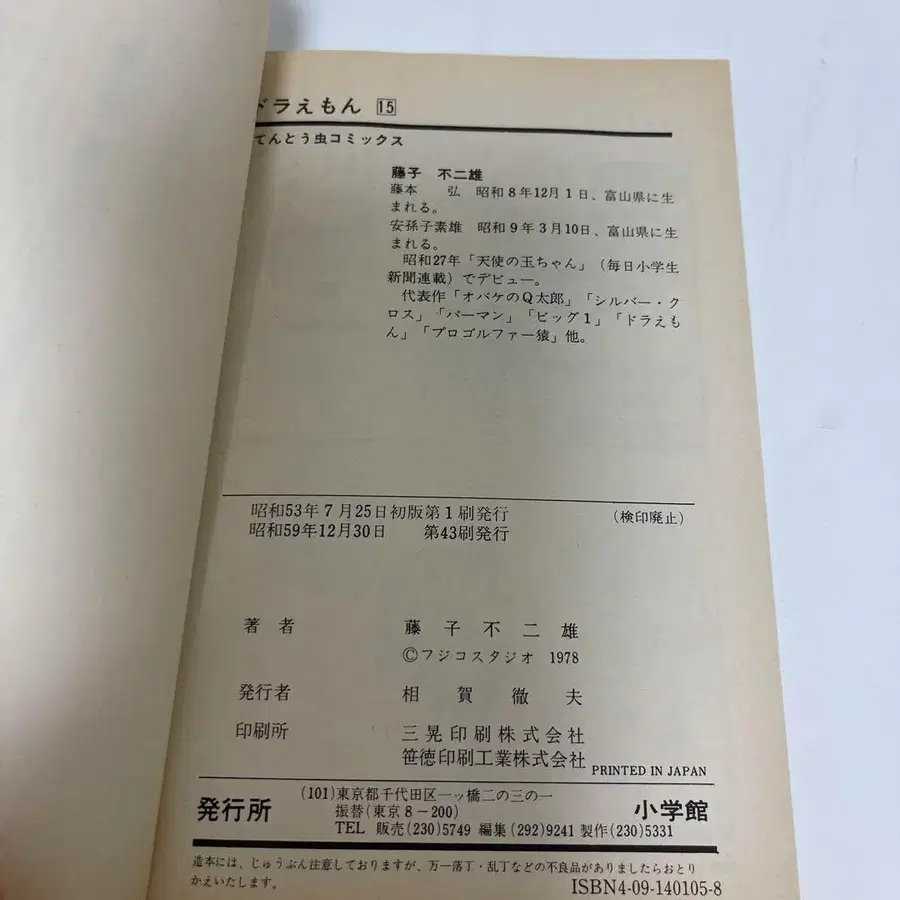 ドラえもん 15
てんとう虫コミックス
藤子 不二雄
藤本 弘 昭和8年12月1日、富山県に生
まれる。
安孫子素雄 昭和9年3月10日、富山県に生
まれる。
昭和27年「天使の玉ちゃん」(毎日小学生
新聞連載)でデビュー。
代表作「オバケのQ太郎」「シルバー・ク
ロス」「パーマン」「ビッグ1」「ドラえも
ん」「プロゴルファー猿」他。
昭和53年7月25日初版第1刷発行 (検印廃止)
昭和59年12月30日 第43刷発行
著者 藤子不二雄
©フジコスタジオ 1978
発行者 相賀徹夫
印刷所 三晃印刷株式会社
笹徳印刷工業株式会社
PRINTED IN JAPAN
発行所 (101)東京都千代田区一ッ橋二の三の一 小学館
振替(東京8-200)
TEL 販売(230)5749 編集(292)9241 製作(230)5331
造本には、じゅうぶん注意しておりますが、万一落丁・乱丁などの不良品がありましたらおとり
かえいたします。
ISBN4-09-140105-8